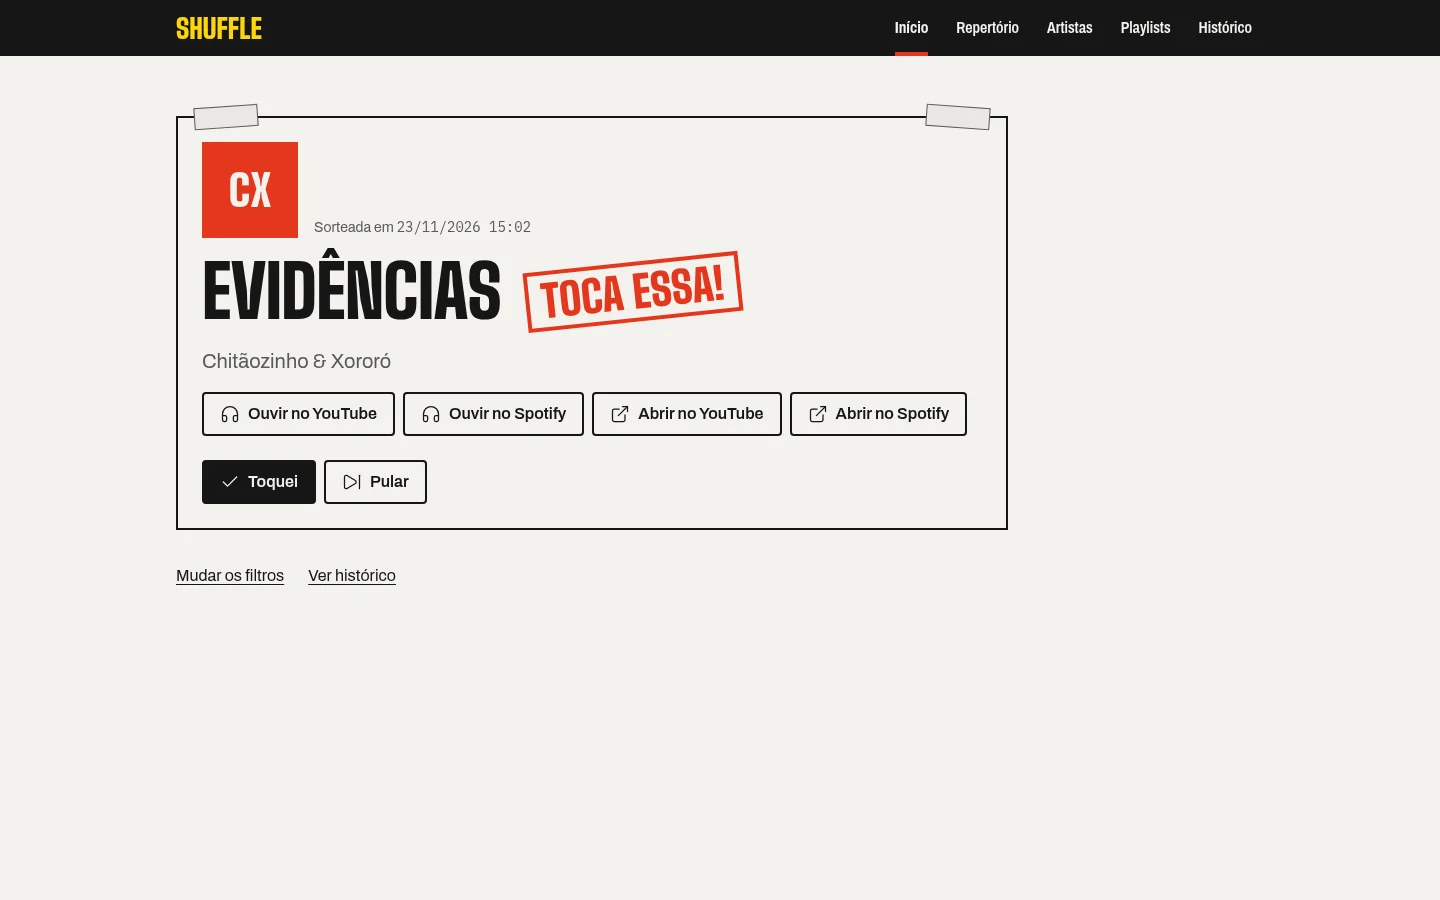 SHUFFLE
Início Repertório Artistas Playlists Histórico
CX
Sorteada em 23/11/2026 15:02
EVIDÊNCIAS TOCA ESSA!
Chitãozinho & Xororó
Ouvir no YouTube Ouvir no Spotify Abrir no YouTube Abrir no Spotify
Toquei Pular
Mudar os filtros Ver histórico